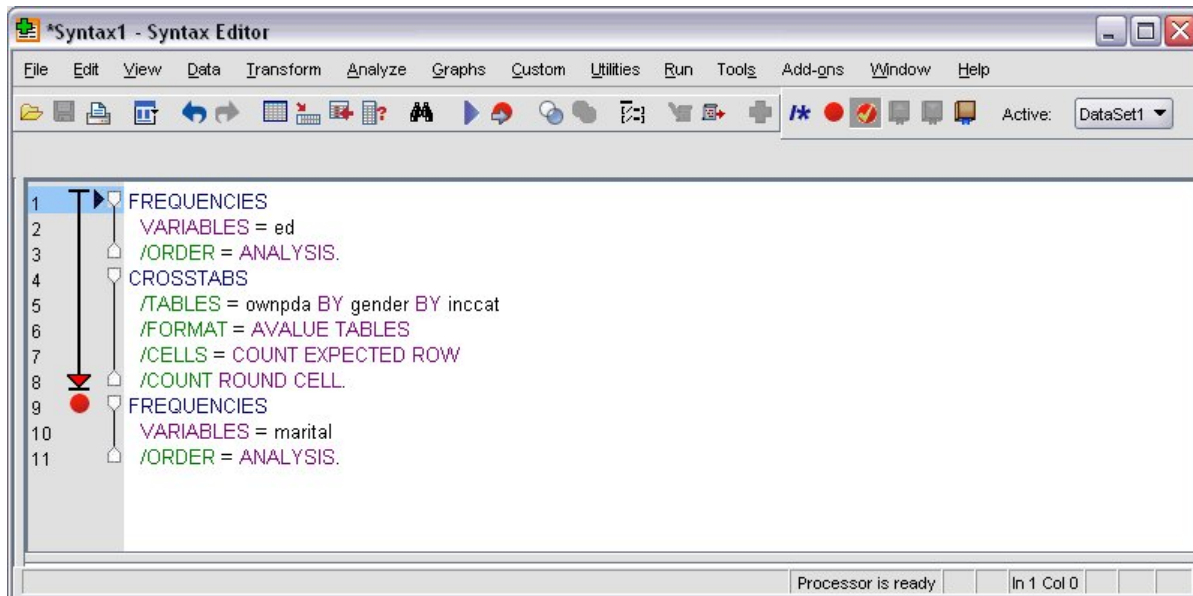 *Syntax1 - Syntax Editor
File Edit View Data Transform Analyze Graphs Custom Utilities Run Tools Add-ons Window Help
Active: DataSet1
1 FREQUENCIES
2 VARIABLES = ed
3 /ORDER = ANALYSIS.
4 CROSSTABS
5 /TABLES = ownpda BY gender BY inccat
6 /FORMAT = AVALUE TABLES
7 /CELLS = COUNT EXPECTED ROW
8 /COUNT ROUND CELL.
9 FREQUENCIES
10 VARIABLES = marital
11 /ORDER = ANALYSIS.
Processor is ready In 1 Col 0